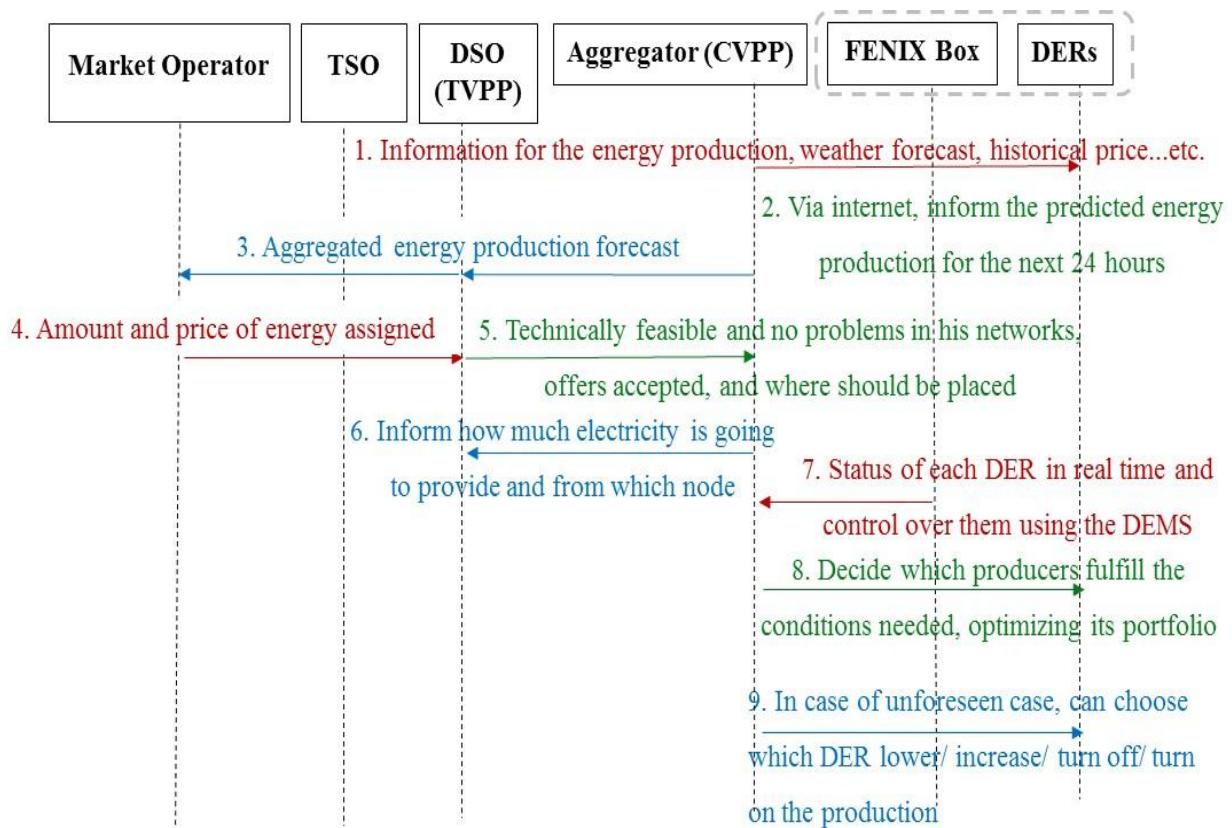 Market Operator
TSO
DSO
(TVPP)
Aggregator (CVPP)
FENIX Box
DERs
1. Information for the energy production, weather forecast, historical price...etc.
2. Via internet, inform the predicted energy
production for the next 24 hours
3. Aggregated energy production forecast
4. Amount and price of energy assigned
5. Technically feasible and no problems in his networks,
offers accepted, and where should be placed
6. Inform how much electricity is going
to provide and from which node
7. Status of each DER in real time and
control over them using the DEMS
8. Decide which producers fulfill the
conditions needed, optimizing its portfolio
9. In case of unforeseen case, can choose
which DER lower/ increase/ turn off/ turn
on the production